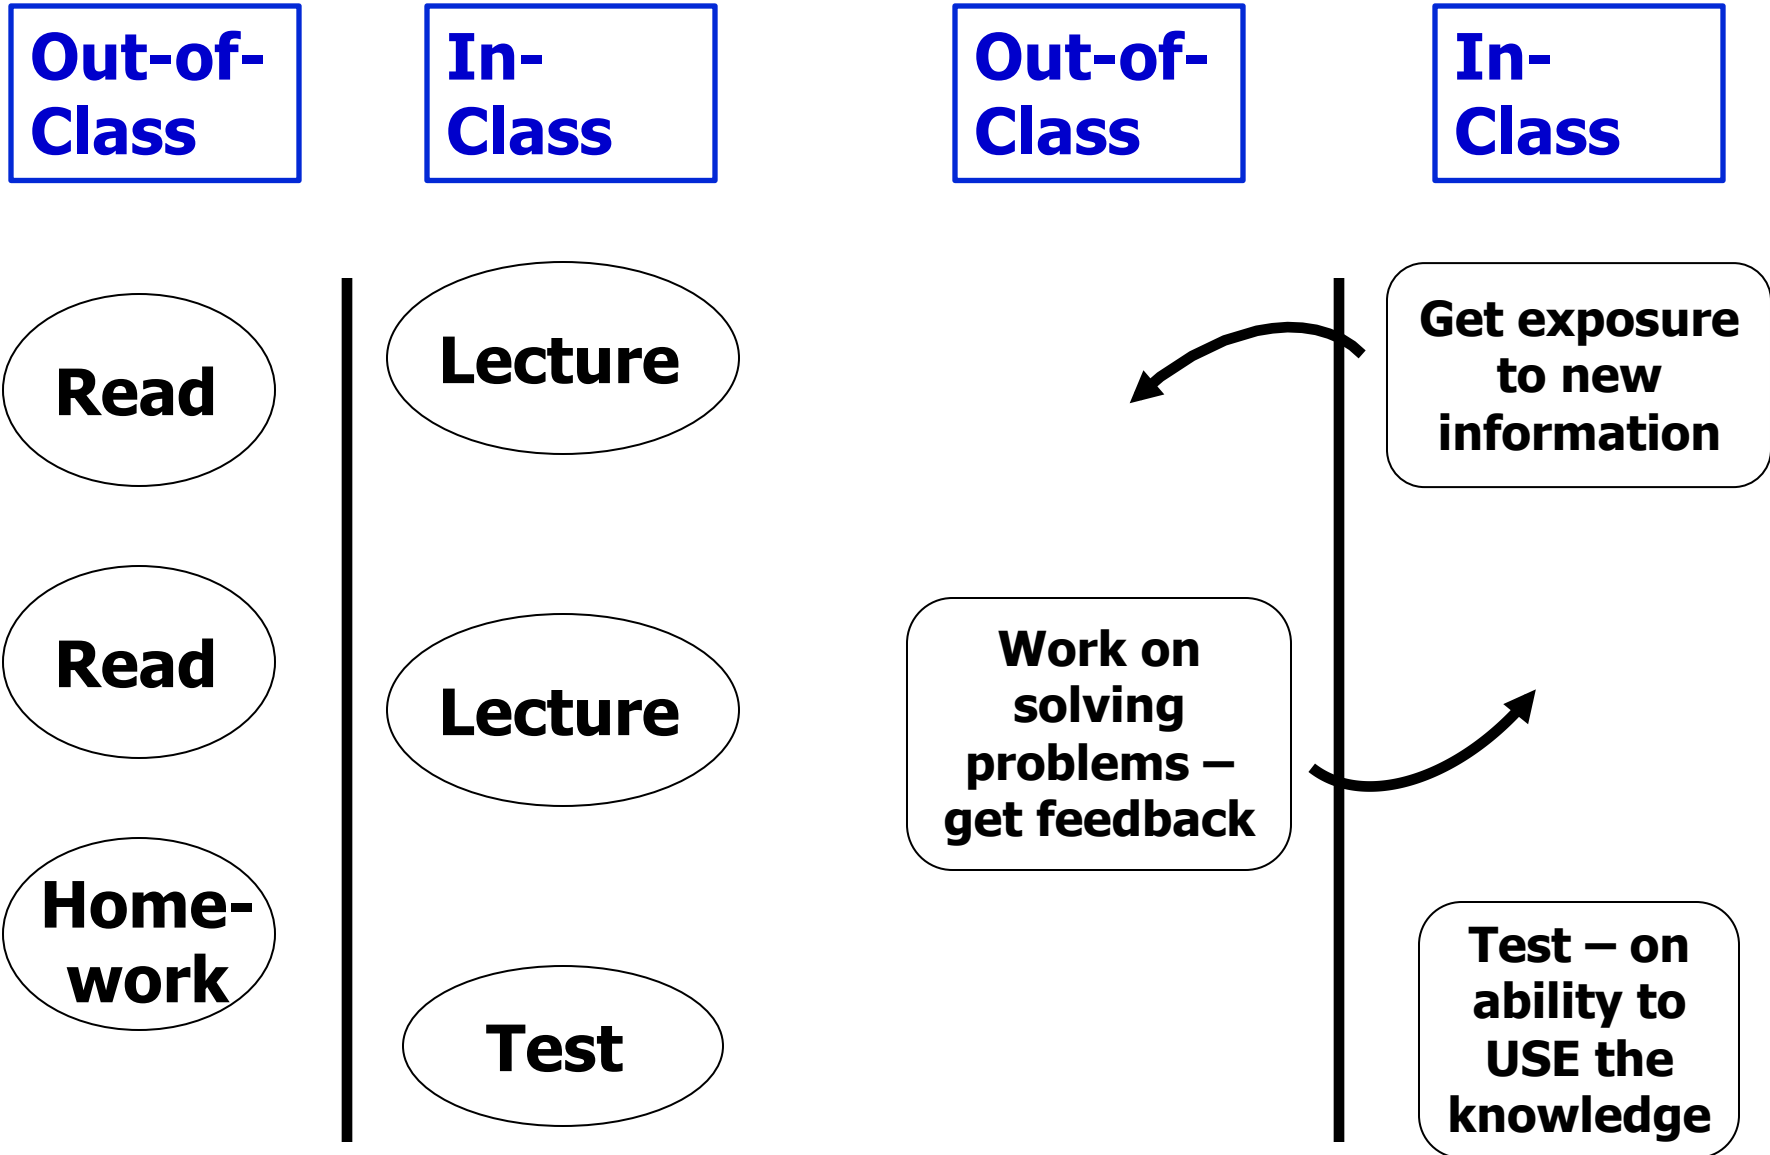 Out-of-
Class
In-
Class
Out-of-
Class
In-
Class
Read
Lecture
Read
Lecture
Home-
work
Test
Get exposure
to new
information
Work on
solving
problems –
get feedback
Test – on
ability to
USE the
knowledge